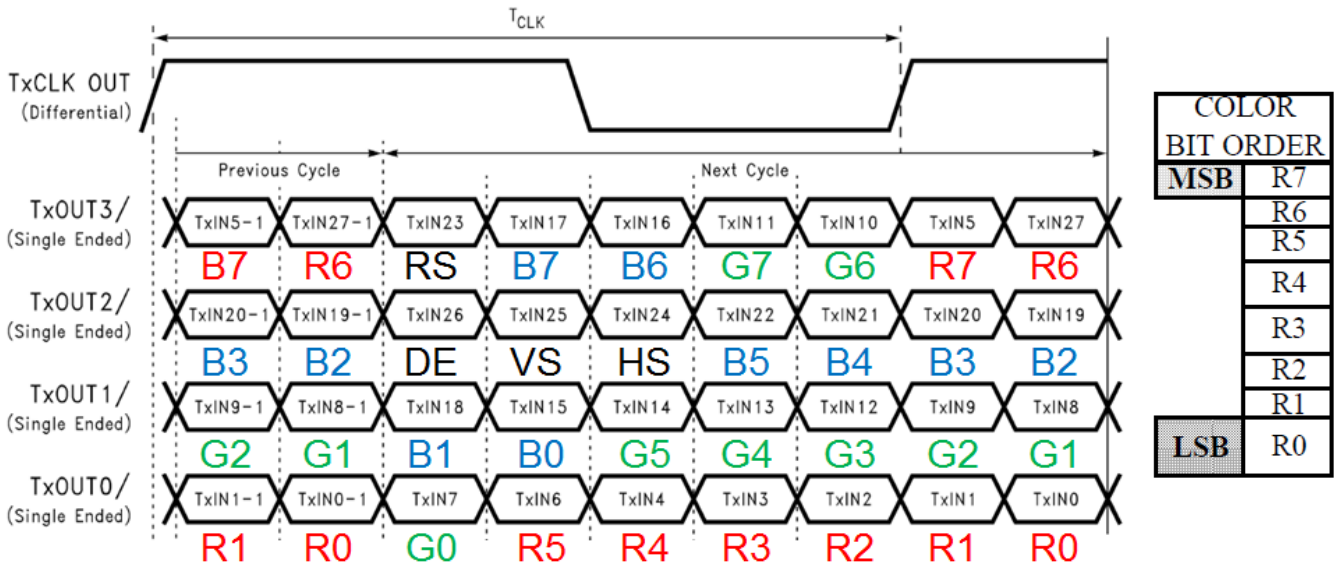 TCLK
TxCLK OUT
(Differential)
Previous Cycle Next Cycle
TxOUT3/
(Single Ended)
TxIN5-1 TxIN27-1 TxIN23 TxIN17 TxIN16 TxIN11 TxIN10 TxIN5 TxIN27
B7 R6 RS B7 B6 G7 G6 R7 R6
TxOUT2/
(Single Ended)
TxIN20-1 TxIN19-1 TxIN26 TxIN25 TxIN24 TxIN22 TxIN21 TxIN20 TxIN19
B3 B2 DE VS HS B5 B4 B3 B2
TxOUT1/
(Single Ended)
TxIN9-1 TxIN8-1 TxIN18 TxIN15 TxIN14 TxIN13 TxIN12 TxIN9 TxIN8
G2 G1 B1 B0 G5 G4 G3 G2 G1
TxOUT0/
(Single Ended)
TxIN1-1 TxIN0-1 TxIN7 TxIN6 TxIN4 TxIN3 TxIN2 TxIN1 TxIN0
R1 R0 G0 R5 R4 R3 R2 R1 R0
COLOR
BIT ORDER
MSB R7
R6
R5
R4
R3
R2
R1
LSB R0